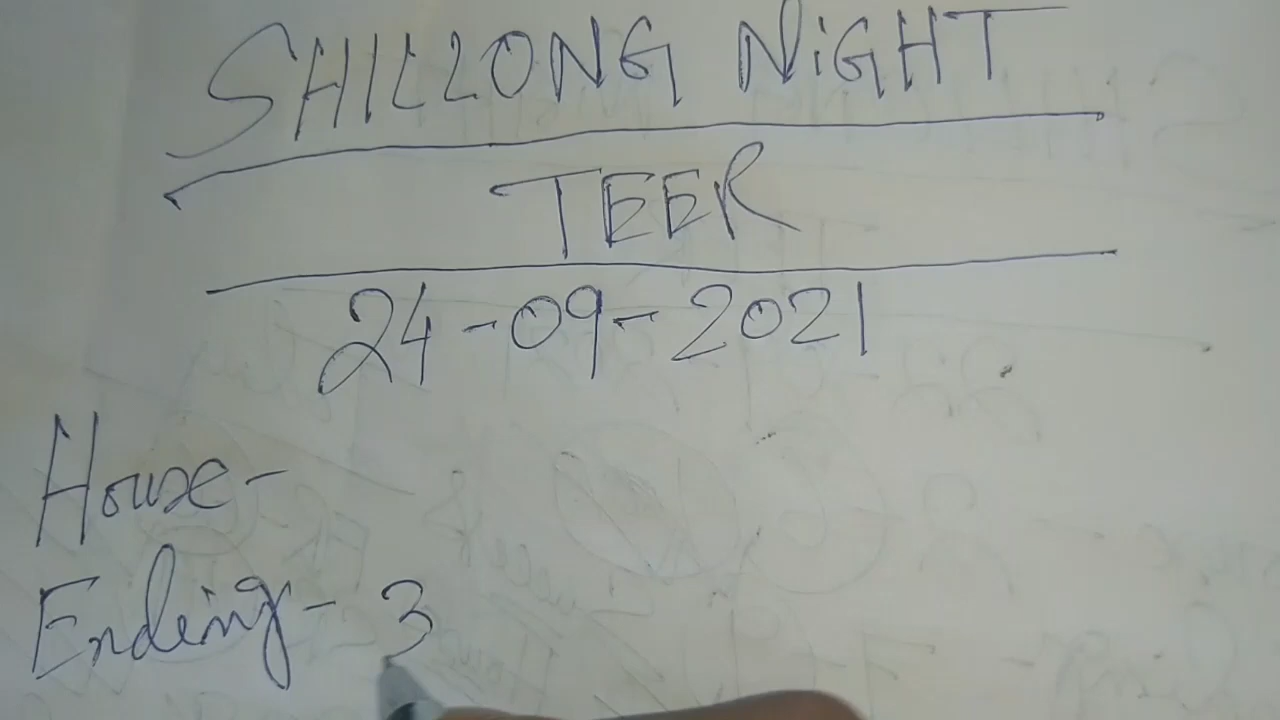 SHILLONG NiGHT
TEER
24-09-2021
House-
Ending- 3